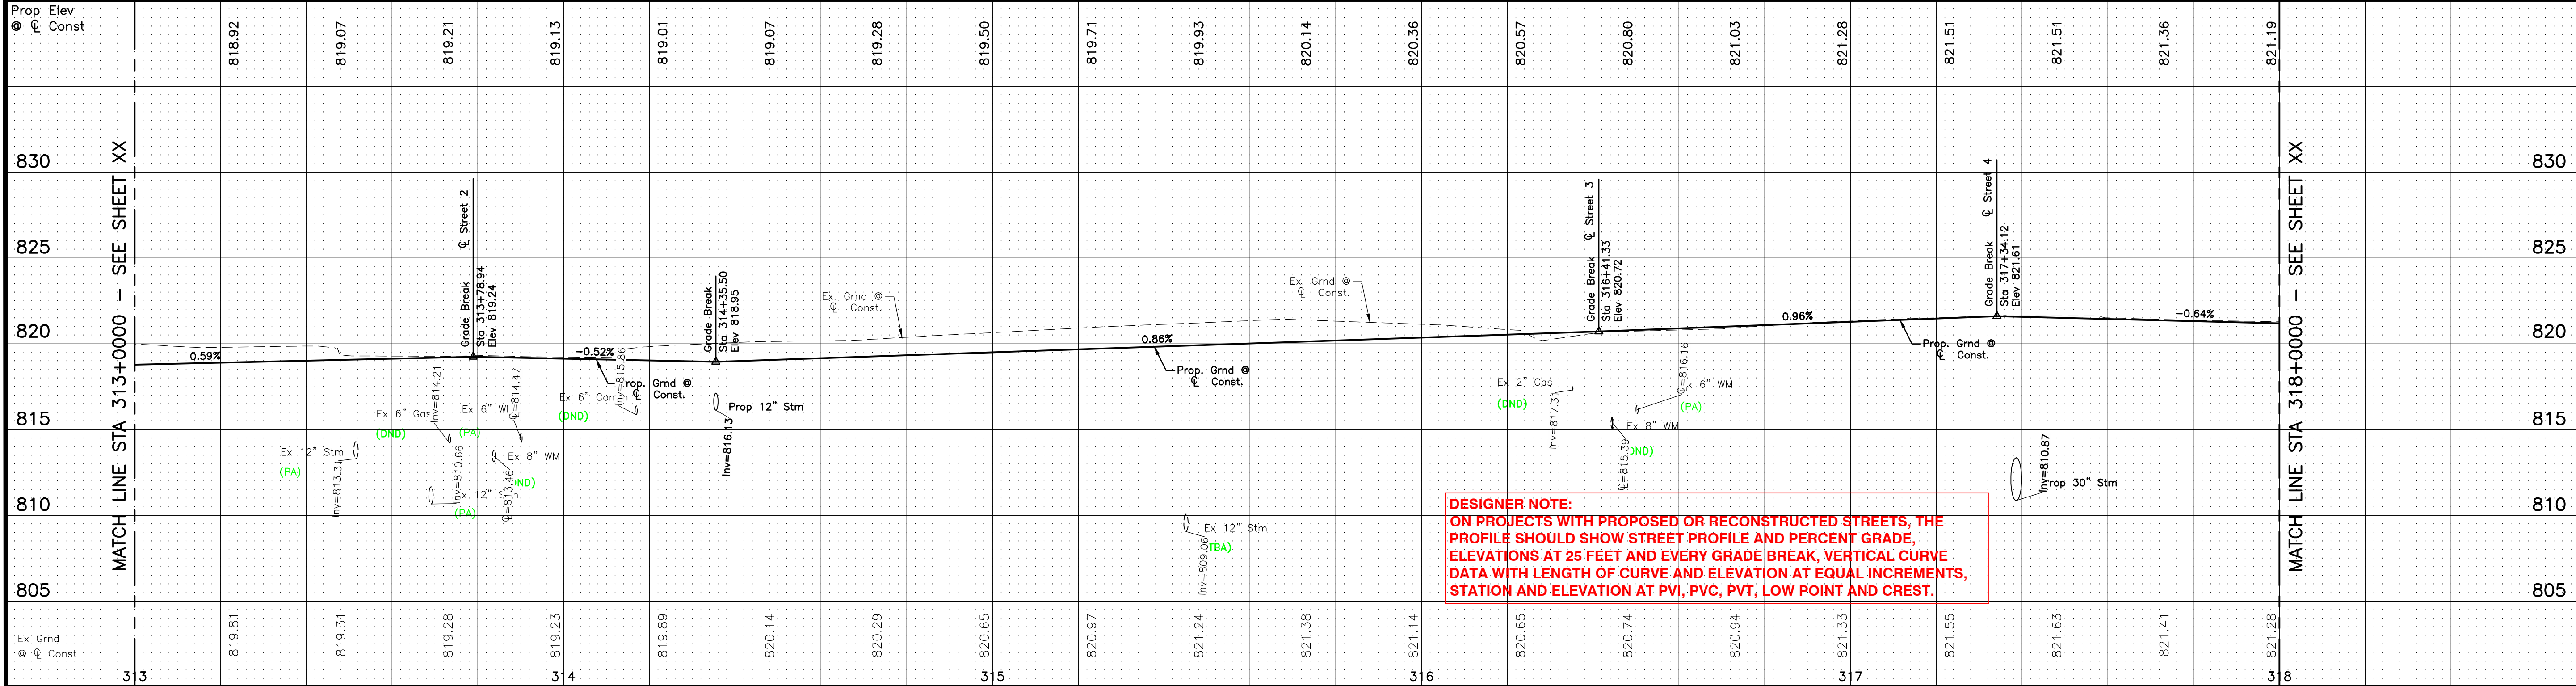 Prop Elev
@ ℄ Const
818.92
819.07
819.21
819.13
819.01
819.07
819.28
819.50
819.71
819.93
820.14
820.36
820.57
820.80
821.03
821.28
821.51
821.51
821.36
821.19
830
825
820
815
810
805
MATCH LINE STA 313+0000 - SEE SHEET XX
0.59%
Grade Break ℄ Street 2
Sta 313+78.94
Elev 819.24
-0.52%
Grade Break
Sta 314+35.50
Elev 818.95
Ex. Grnd @
℄ Const.
0.86%
Ex. Grnd @
℄ Const.
Grade Break ℄ Street 3
Sta 316+41.33
Elev 820.72
0.96%
Grade Break ℄ Street 4
Sta 317+34.12
Elev 821.61
-0.64%
MATCH LINE STA 318+0000 - SEE SHEET XX
830
825
820
815
810
805
Ex 12" Stm
(PA)
Inv=813.31
Ex 6" Gas
(DND)
Inv=814.21
Inv=810.66
(PA)
Ex 6"
(PA)
℄=814.47
Ex 8" WM
℄=813.46
Ex 6"
(DND)
Inv=815.86
rop. Grnd @
℄ Const.
Prop 12" Stm
Inv=816.13
Prop. Grnd @
℄ Const.
Ex 12" Stm
TBA)
Inv=809.06
Ex 2" Gas
(DND)
Inv=817.31
Ex 8" WM
℄=815.39
℄=816.16
x 6" WM
(PA)
Prop. Grnd @
℄ Const.
Inv=810.87
rop 30" Stm
DESIGNER NOTE:
ON PROJECTS WITH PROPOSED OR RECONSTRUCTED STREETS, THE
PROFILE SHOULD SHOW STREET PROFILE AND PERCENT GRADE,
ELEVATIONS AT 25 FEET AND EVERY GRADE BREAK, VERTICAL CURVE
DATA WITH LENGTH OF CURVE AND ELEVATION AT EQUAL INCREMENTS,
STATION AND ELEVATION AT PVI, PVC, PVT, LOW POINT AND CREST.
Ex Grnd
@ ℄ Const
819.81
819.31
819.28
819.23
819.89
820.14
820.29
820.65
820.97
821.24
821.38
821.14
820.65
820.74
820.94
821.33
821.55
821.63
821.41
821.28
313
314
315
316
317
318